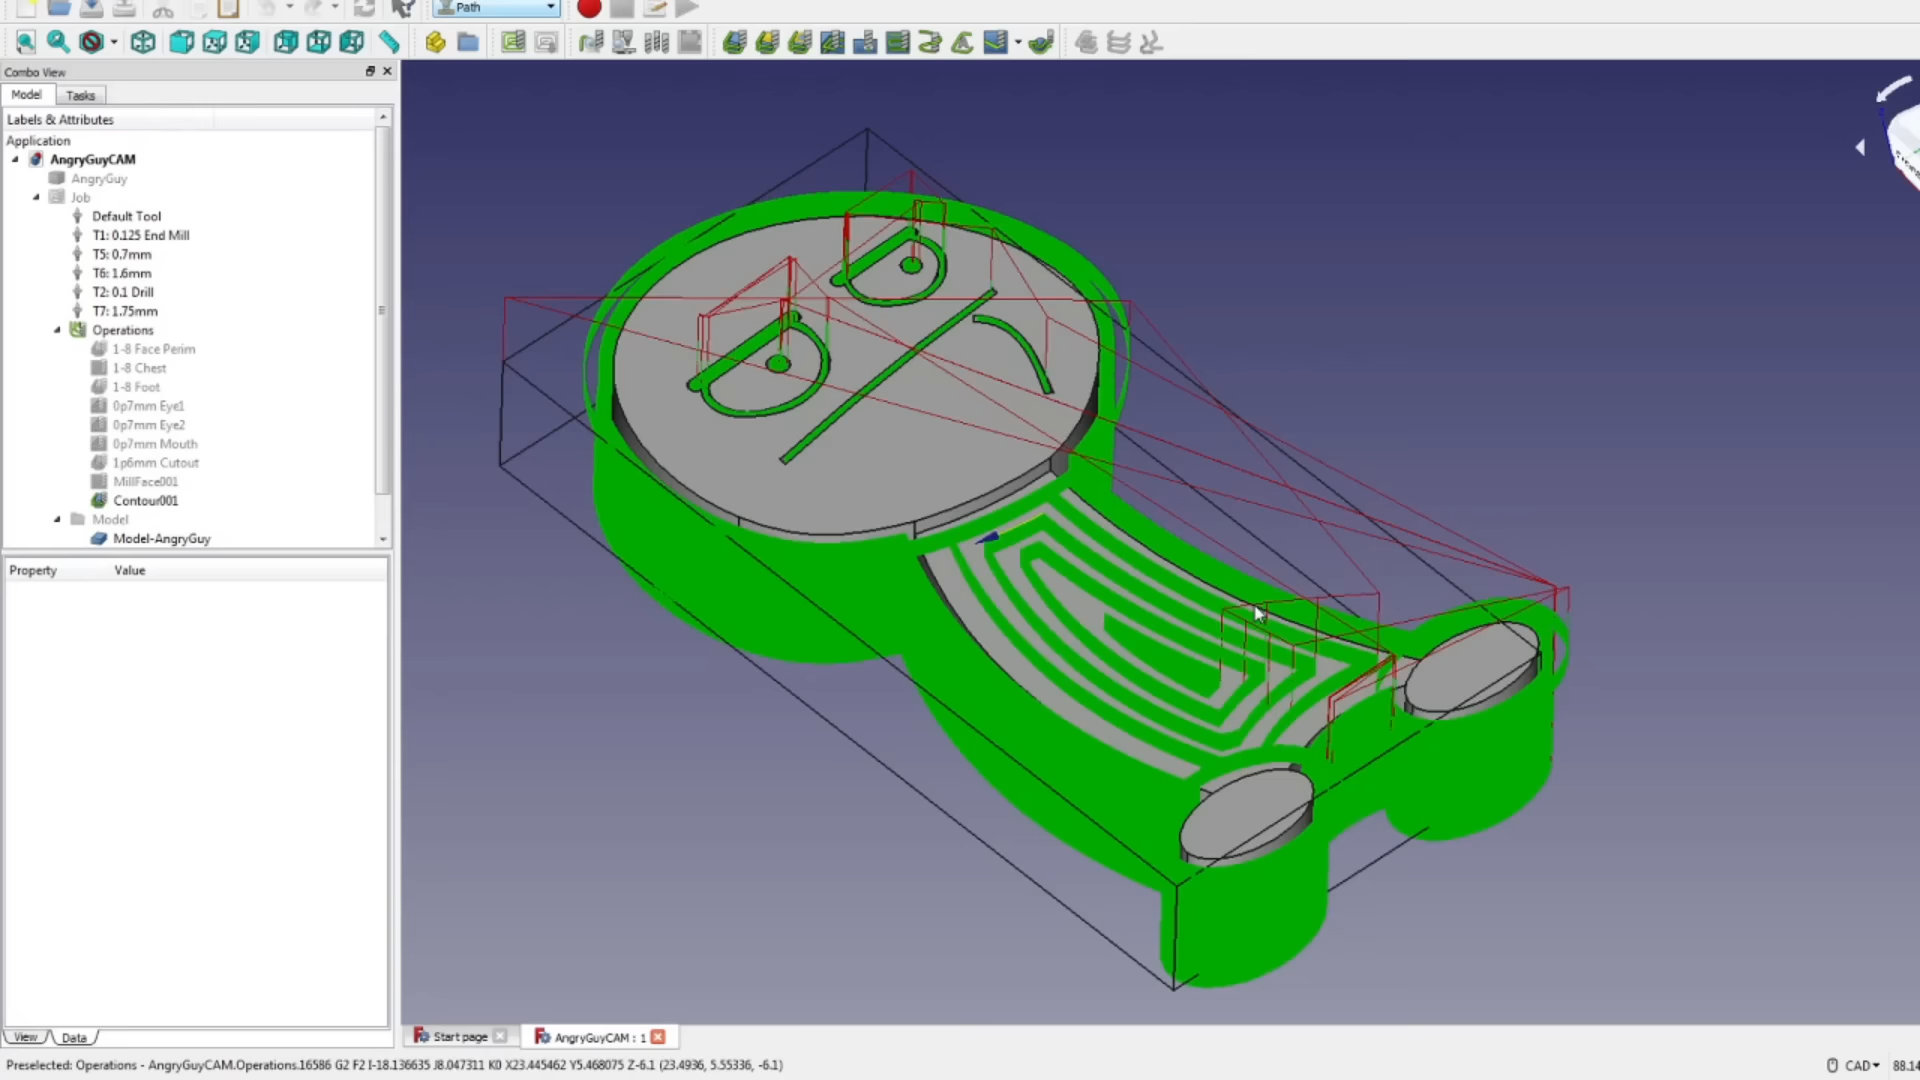 Path
Combo View
Model Tasks
Labels & Attributes
Application
AngryGuyCAM
AngryGuy
Job
Default Tool
T1: 0.125 End Mill
T5: 0.7mm
T6: 1.6mm
T2: 0.1 Drill
T7: 1.75mm
Operations
1-8 Face Perim
1-8 Chest
1-8 Foot
0p7mm Eye1
0p7mm Eye2
0p7mm Mouth
1p6mm Cutout
MillFace001
Contour001
Model
Model-AngryGuy
Property Value
View Data
Start page AngryGuyCAM : 1
Preselected: Operations - AngryGuyCAM.Operations.16586 G2 F2 I-18.136635 J8.047311 K0 X23.445462 Y5.468075 Z-6.1 (23.4936, 5.55336, -6.1)
CAD 88.14